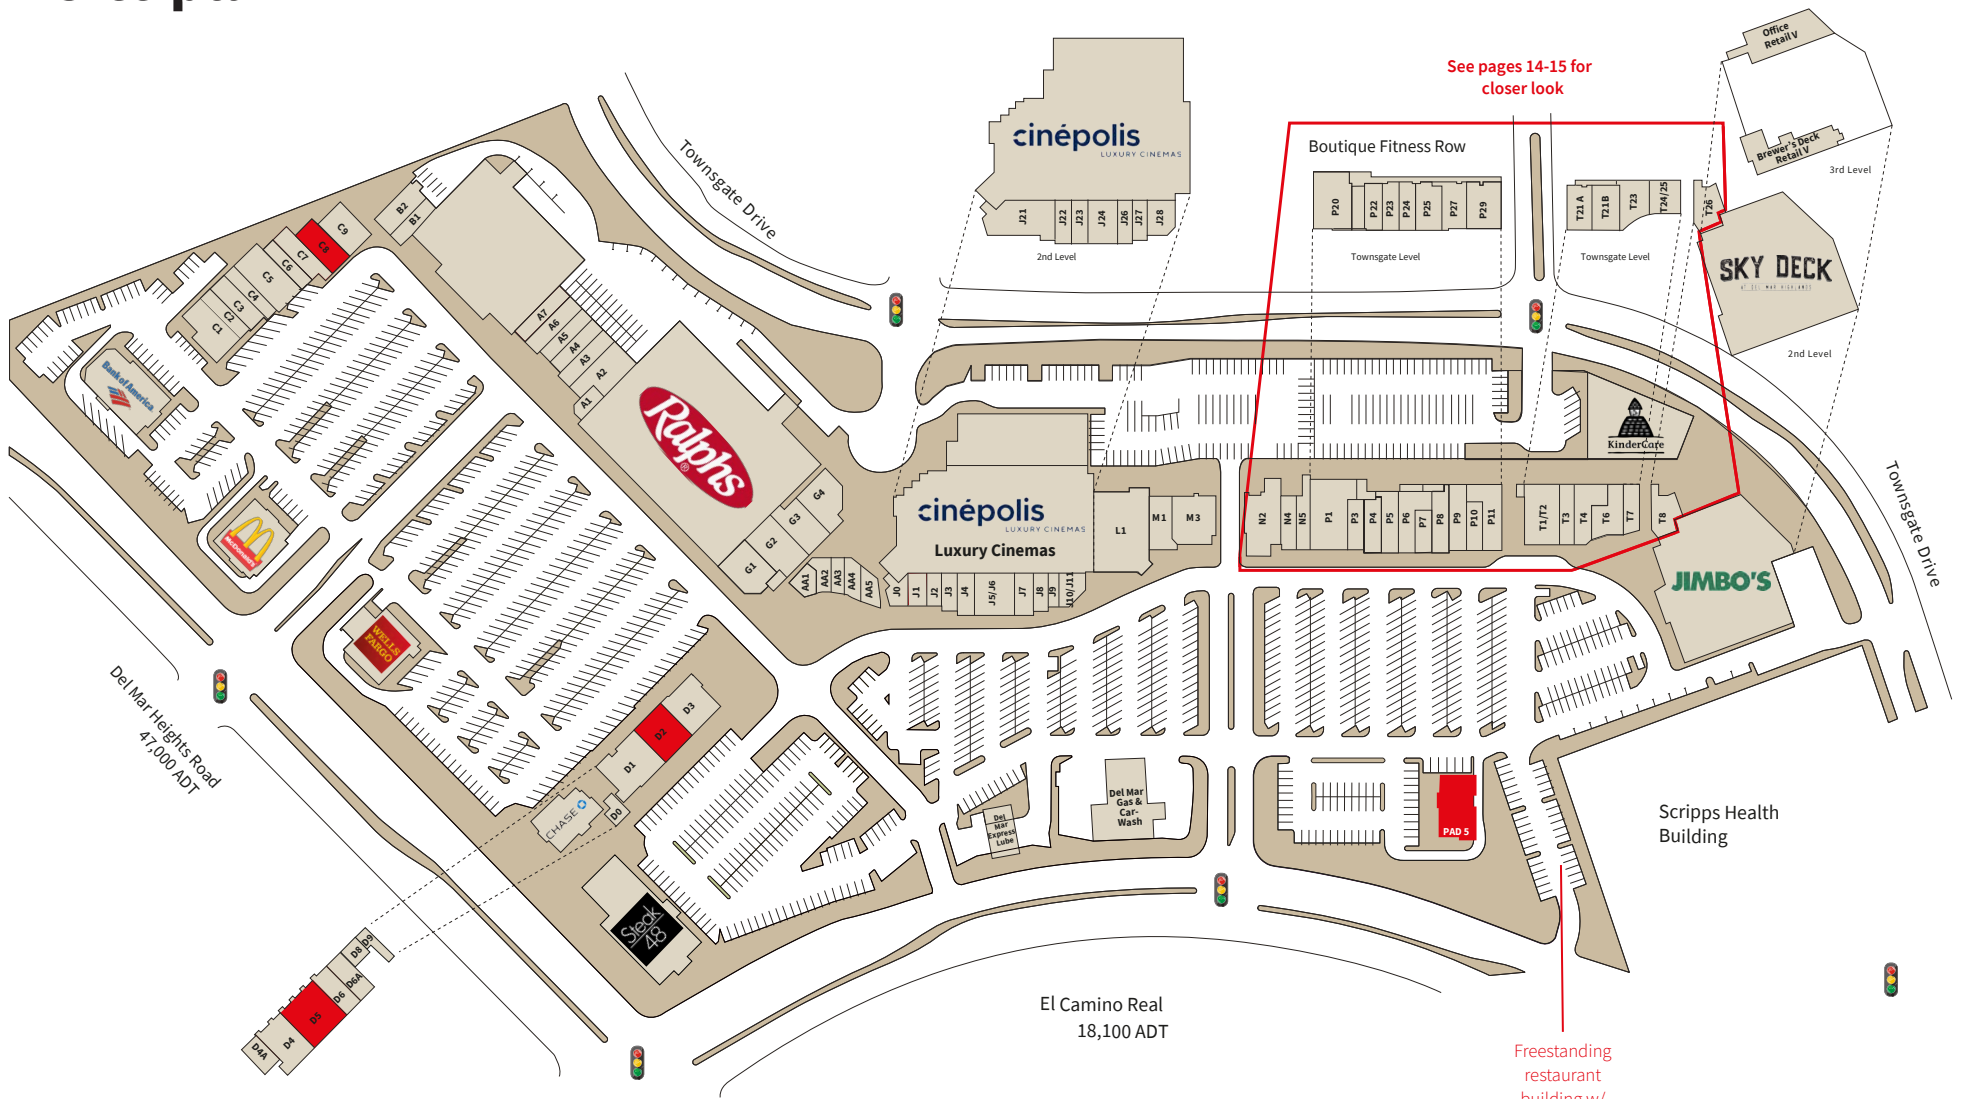 Office
Retail V
See pages 14-15 for
closer look
cinépolis
LUXURY CINEMAS
Boutique Fitness Row
Brewer's Deck
Retail V
3rd Level
Townsgate Drive
J21
J22
J23
J24
J26
J27
J28
2nd Level
P20
P22
P23
P24
P25
P27
P29
Townsgate Level
T21 A
T21B
T23
T24/25
T26
Townsgate Level
SKY DECK
AT DEL MAR HIGHLANDS
2nd Level
B2
B1
C9
C8
C7
C6
C5
C4
C3
C2
C1
A7
A6
A5
A4
A3
A2
A1
Bank of America
Ralphs
®
KinderCare
McDonald's
G4
G3
G2
G1
AA1
AA2
AA3
AA4
AA5
cinépolis
LUXURY CINEMAS
Luxury Cinemas
L1
M1
M3
J0
J1
J2
J3
J4
J5/J6
J7
J8
J9
J10/J11
N2
N4
N5
P1
P3
P4
P5
P6
P7
P8
P9
P10
P11
T1/T2
T3
T4
T6
T7
T8
JIMBO'S
Townsgate Drive
WELLS
FARGO
Del Mar Heights Road
47,000 ADT
D3
D2
D1
D0
CHASE
Del
Mar
Express
Lube
Del Mar
Gas &
Car-
Wash
PAD 5
Scripps Health
Building
Steak
48
D9
D8
D6A
D6
D5
D4
D4A
El Camino Real
18,100 ADT
Freestanding
restaurant
building w/